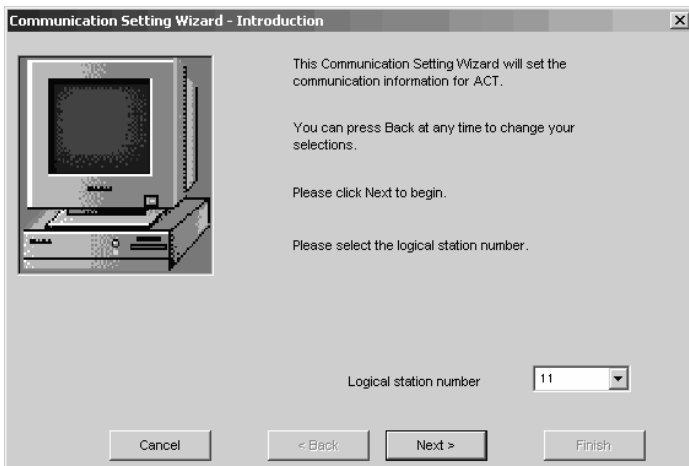 Communication Setting Wizard - Introduction
This Communication Setting Wizard will set the
communication information for ACT.
You can press Back at any time to change your
selections.
Please click Next to begin.
Please select the logical station number.
Logical station number
11
Cancel
< Back
Next >
Finish